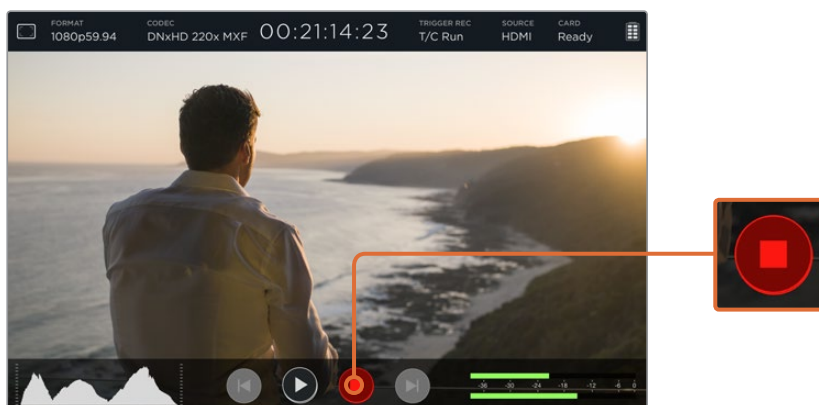 FORMAT
1080p59.94
CODEC
DNxHD 220x MXF
00:21:14:23
TRIGGER REC
T/C Run
SOURCE
HDMI
CARD
Ready
-36 -30 -24 -18 -12 -6 0